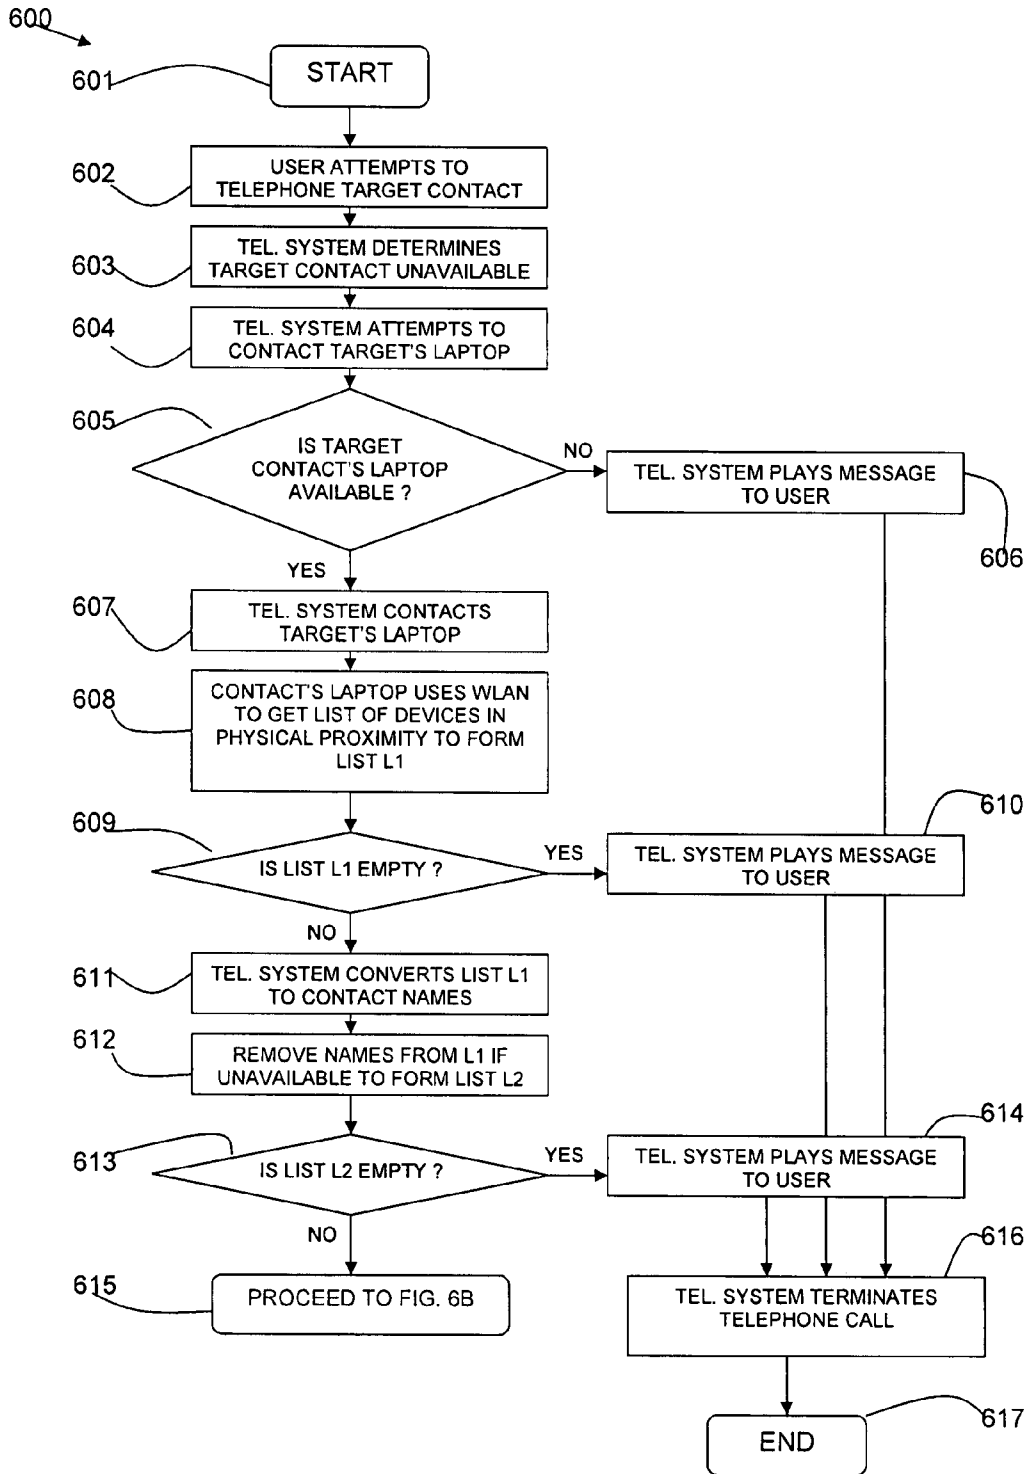 600
START
601
USER ATTEMPTS TO
TELEPHONE TARGET CONTACT
602
TEL. SYSTEM DETERMINES
TARGET CONTACT UNAVAILABLE
603
TEL. SYSTEM ATTEMPTS TO
CONTACT TARGET'S LAPTOP
604
605
IS TARGET
CONTACT'S LAPTOP
AVAILABLE ?
NO
TEL. SYSTEM PLAYS MESSAGE
TO USER
606
YES
607
TEL. SYSTEM CONTACTS
TARGET'S LAPTOP
608
CONTACT'S LAPTOP USES WLAN
TO GET LIST OF DEVICES IN
PHYSICAL PROXIMITY TO FORM
LIST L1
609
IS LIST L1 EMPTY ?
YES
610
TEL. SYSTEM PLAYS MESSAGE
TO USER
NO
611
TEL. SYSTEM CONVERTS LIST L1
TO CONTACT NAMES
612
REMOVE NAMES FROM L1 IF
UNAVAILABLE TO FORM LIST L2
613
IS LIST L2 EMPTY ?
YES
614
TEL. SYSTEM PLAYS MESSAGE
TO USER
NO
615
PROCEED TO FIG. 6B
616
TEL. SYSTEM TERMINATES
TELEPHONE CALL
617
END